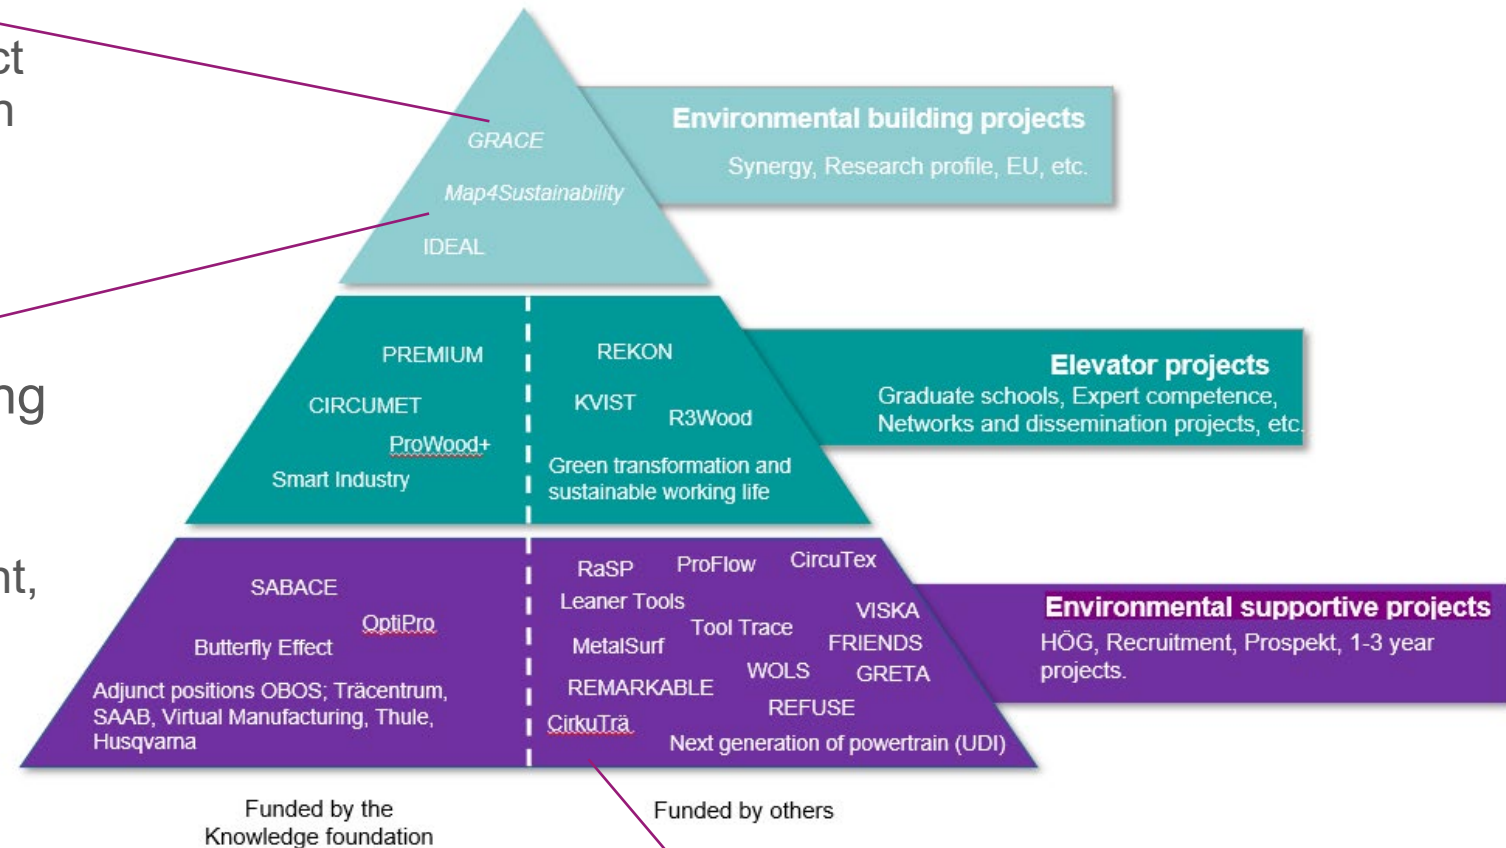 ct
n
ng
nt,
GRACE
Map4Sustainability
IDEAL
Environmental building projects
Synergy, Research profile, EU, etc.
PREMIUM
CIRCUMET
ProWood+
Smart Industry
REKON
KVIST
R3Wood
Green transformation and
sustainable working life
Elevator projects
Graduate schools, Expert competence,
Networks and dissemination projects, etc.
SABACE
OptiPro
Butterfly Effect
Adjunct positions OBOS; Träcentrum,
SAAB, Virtual Manufacturing, Thule,
Husqvarna
RaSP
ProFlow
CircuTex
Leaner Tools
VISKA
Tool Trace
MetalSurf
FRIENDS
WOLS
GRETA
REMARKABLE
REFUSE
CirkuTrä
Next generation of powertrain (UDI)
Environmental supportive projects
HÖG, Recruitment, Prospekt, 1-3 year
projects.
Funded by the
Knowledge foundation
Funded by others